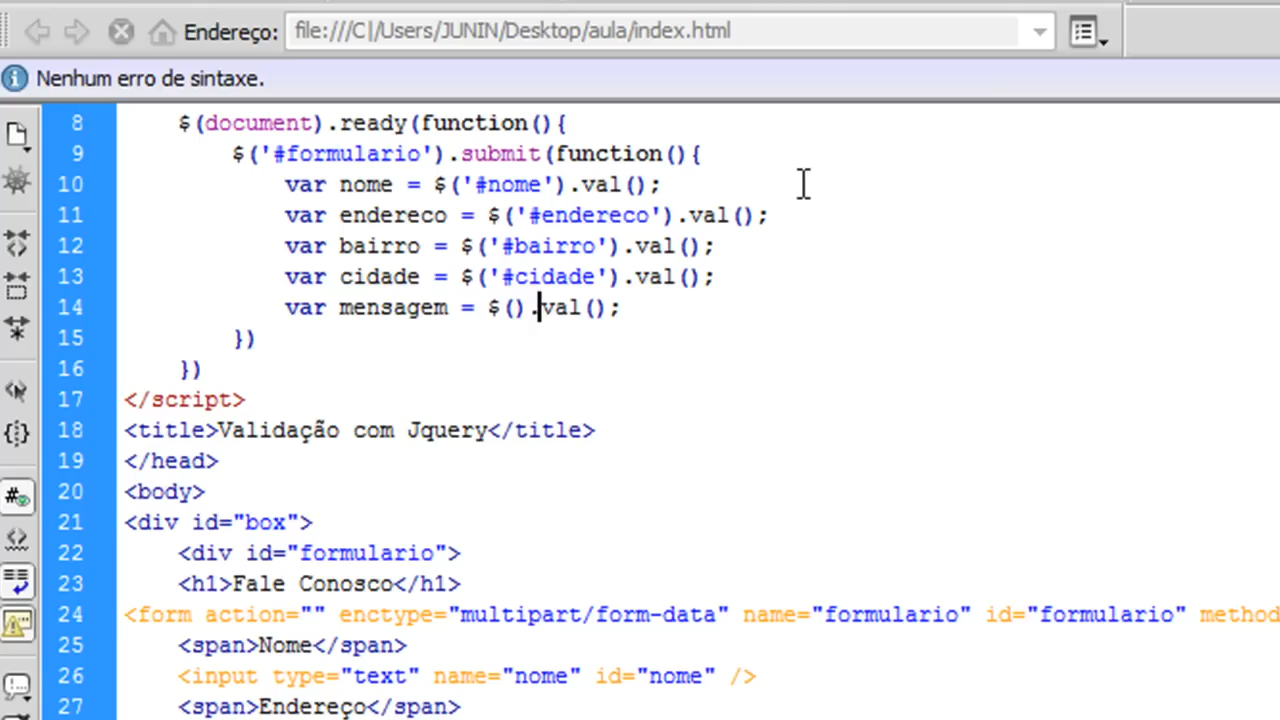 Endereço: file:///C|/Users/JUNIN/Desktop/aula/index.html
Nenhum erro de sintaxe.
8 $(document).ready(function(){
9 $('#formulario').submit(function(){
10 var nome = $('#nome').val();
11 var endereco = $('#endereco').val();
12 var bairro = $('#bairro').val();
13 var cidade = $('#cidade').val();
14 var mensagem = $().val();
15 })
16 })
17 </script>
18 <title>Validação com Jquery</title>
19 </head>
20 <body>
21 <div id="box">
22 <div id="formulario">
23 <h1>Fale Conosco</h1>
24 <form action="" enctype="multipart/form-data" name="formulario" id="formulario" method
25 <span>Nome</span>
26 <input type="text" name="nome" id="nome" />
27 <span>Endereço</span>